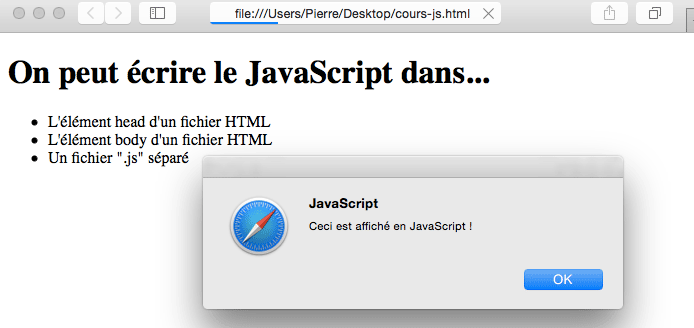 file:///Users/Pierre/Desktop/cours-js.html
On peut écrire le JavaScript dans...
L'élément head d'un fichier HTML
L'élément body d'un fichier HTML
Un fichier ".js" séparé
JavaScript
Ceci est affiché en JavaScript !
OK